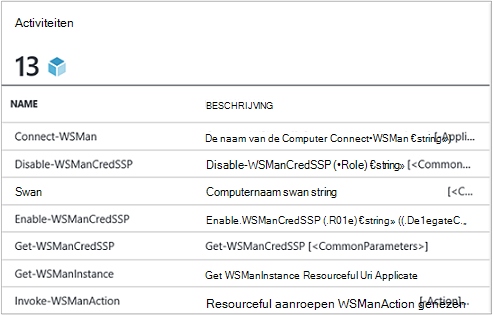 Activiteiten
13
NAME BESCHRIJVING
Connect-WSMan De naam van de Computer Connect•WSMan €string») [-Appli...
Disable-WSManCredSSP Disable-WSManCredSSP (•Role) €string» [<Common...
Swan Computernaam swan string [<C...
Enable-WSManCredSSP Enable.WSManCredSSP (.R01e) €string» ((.De1egateC.,
Get-WSManCredSSP Get-WSManCredSSP [<CommonParameters>]
Get-WSManInstance Get WSManInstance Resourceful Uri Applicate
Invoke-WSManAction Resourceful aanroepen WSManAction genezen [-Action]...